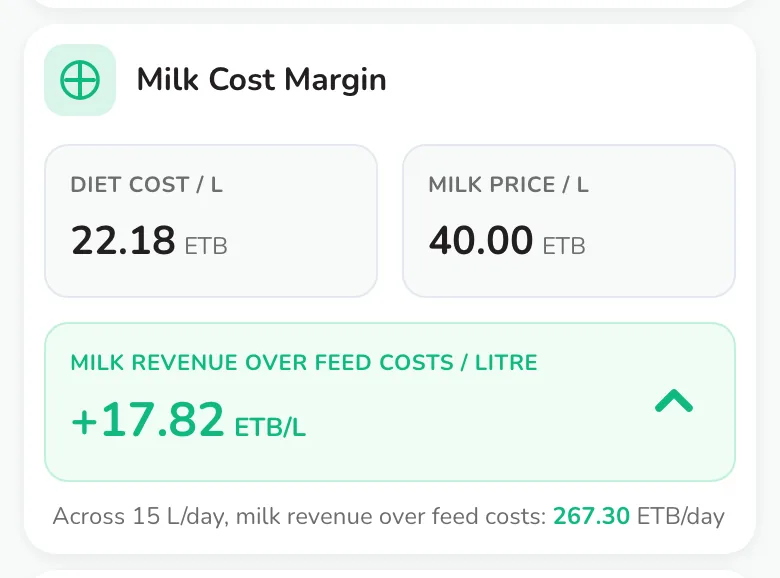 Milk Cost Margin
DIET COST / L
22.18 ETB
MILK PRICE / L
40.00 ETB
MILK REVENUE OVER FEED COSTS / LITRE
+17.82 ETB/L
Across 15 L/day, milk revenue over feed costs: 267.30 ETB/day